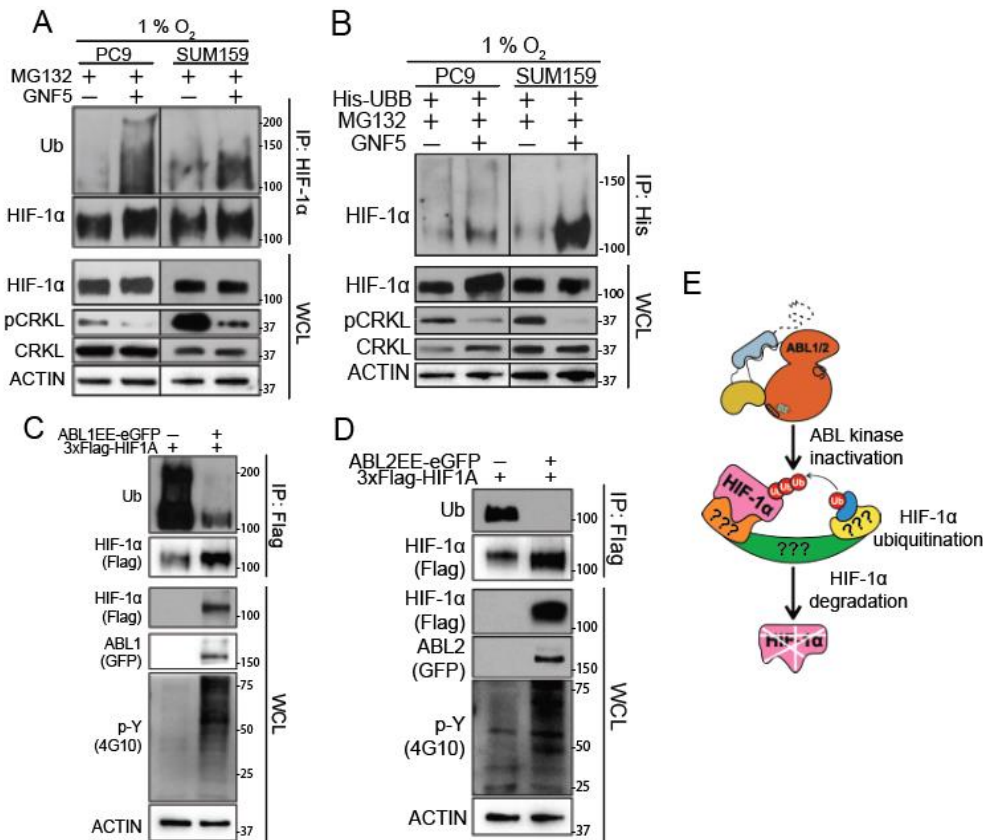 A
1 % O2
PC9 SUM159
MG132 + + + +
GNF5 – + – +
Ub
200
150
100
IP: HIF-1α
HIF-1α
100
HIF-1α
100
pCRKL
37
CRKL
37
ACTIN
37
WCL
B
1 % O2
PC9 SUM159
His-UBB + + + +
MG132 + + + +
GNF5 – + – +
HIF-1α
150
100
IP: His
HIF-1α
100
pCRKL
37
CRKL
37
ACTIN
37
WCL
C
ABL1EE-eGFP – +
3xFlag-HIF1A + +
Ub
200
100
IP: Flag
HIF-1α
(Flag)
100
HIF-1α
(Flag)
100
ABL1
(GFP)
150
p-Y
(4G10)
75
50
25
ACTIN
37
WCL
D
ABL2EE-eGFP – +
3xFlag-HIF1A + +
Ub
100
IP: Flag
HIF-1α
(Flag)
100
HIF-1α
(Flag)
100
ABL2
(GFP)
150
p-Y
(4G10)
75
50
25
ACTIN
37
WCL
E
ABL1/2
ABL kinase
inactivation
HIF-1α
Ub Ub Ub
Ub
???
???
???
HIF-1α
ubiquitination
HIF-1α
degradation
HIF-1α